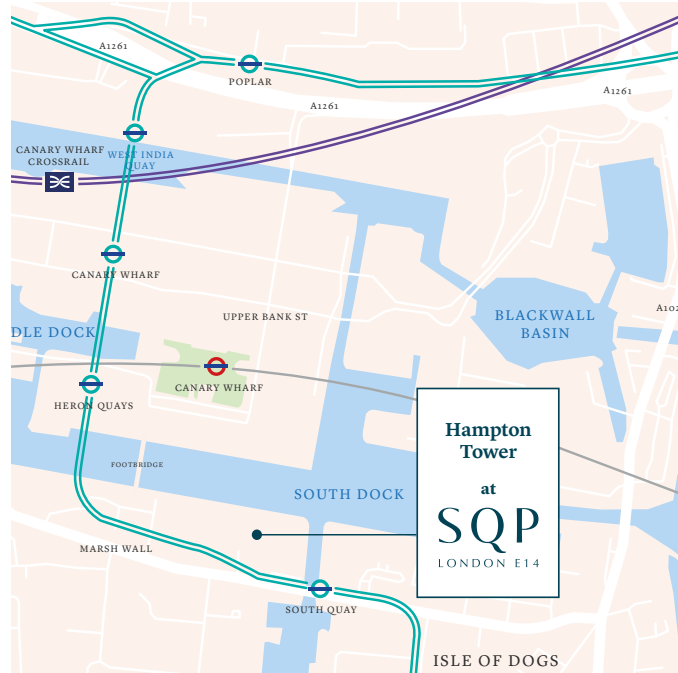 A1261
POPLAR
A1261
A1261
CANARY WHARF
CROSSRAIL
WEST INDIA
QUAY
CANARY WHARF
UPPER BANK ST
BLACKWALL
BASIN
A102
DLE DOCK
CANARY WHARF
HERON QUAYS
Hampton
Tower
at
SQP
LONDON E14
FOOTBRIDGE
SOUTH DOCK
MARSH WALL
SOUTH QUAY
ISLE OF DOGS